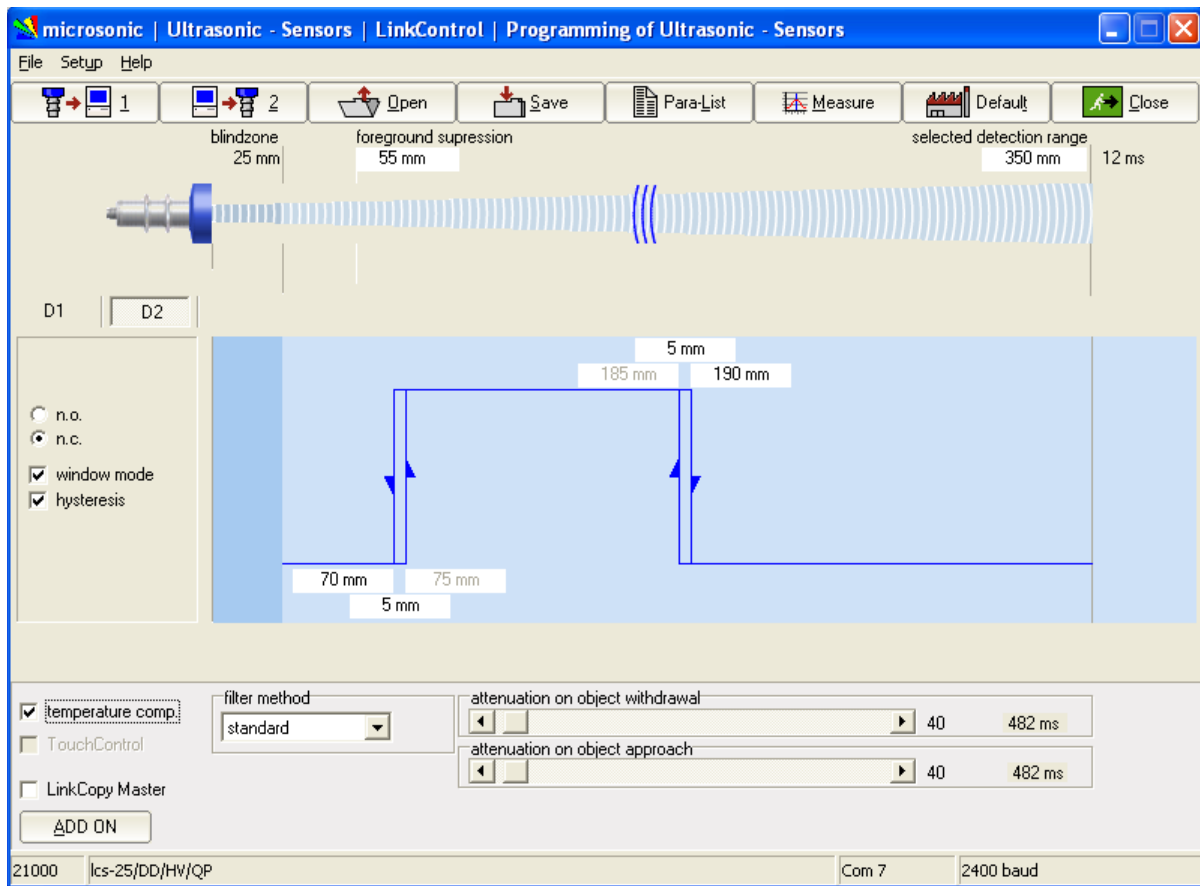 microsonic | Ultrasonic - Sensors | LinkControl | Programming of Ultrasonic - Sensors
File Setup Help
1 2 Open Save Para-List Measure Default Close
blindzone foreground supression selected detection range
25 mm 55 mm 350 mm 12 ms
D1 D2
5 mm
185 mm 190 mm
n.o.
n.c.
window mode
hysteresis
70 mm 75 mm
5 mm
temperature comp.
TouchControl
LinkCopy Master
ADD ON
filter method
standard
attenuation on object withdrawal
40 482 ms
attenuation on object approach
40 482 ms
21000 lcs-25/DD/HV/QP Com 7 2400 baud